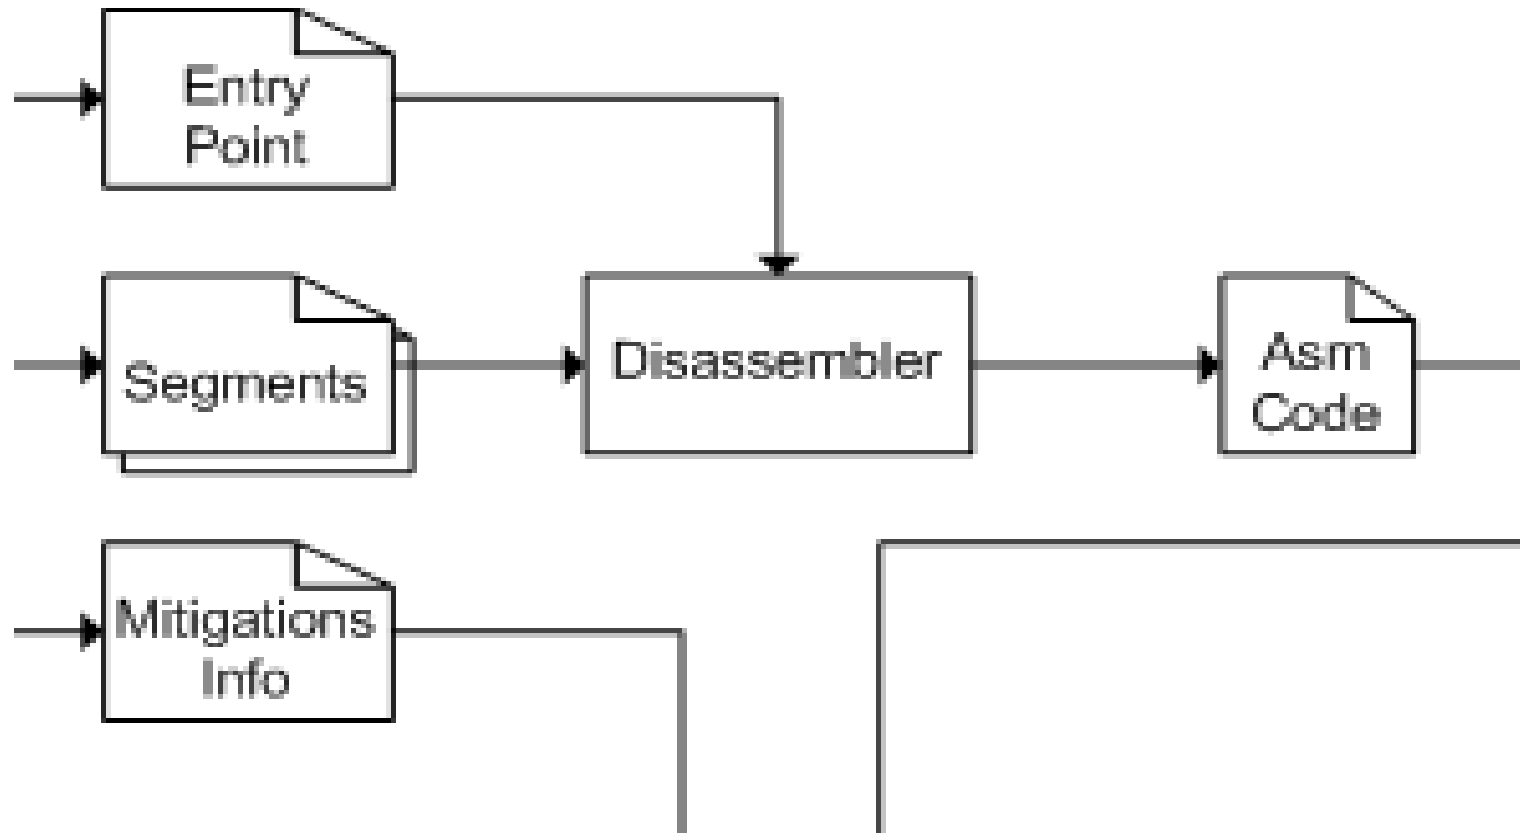 Entry
Point
Segments
Disassembler
Asm
Code
Mitigations
Info